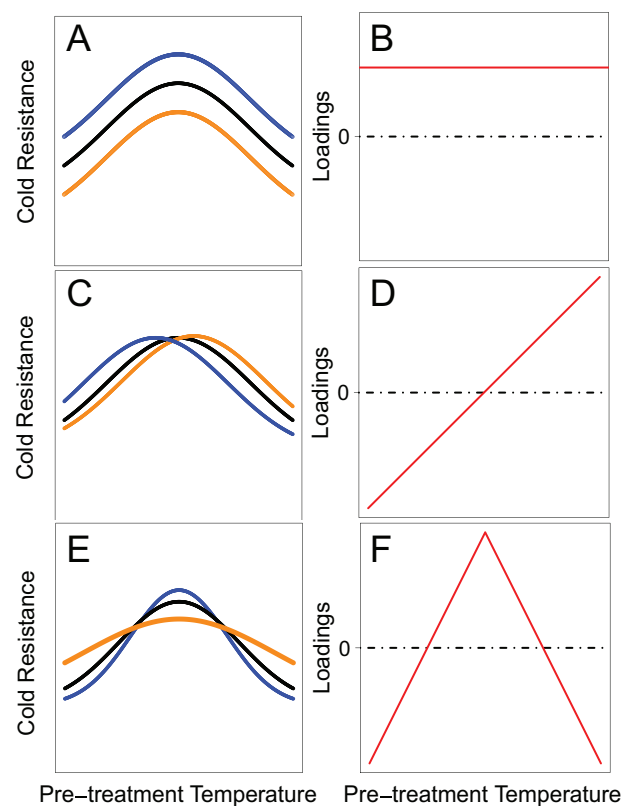 A
B
Cold Resistance
Loadings
0
C
D
Cold Resistance
Loadings
0
E
F
Cold Resistance
Loadings
0
Pre−treatment Temperature
Pre−treatment Temperature